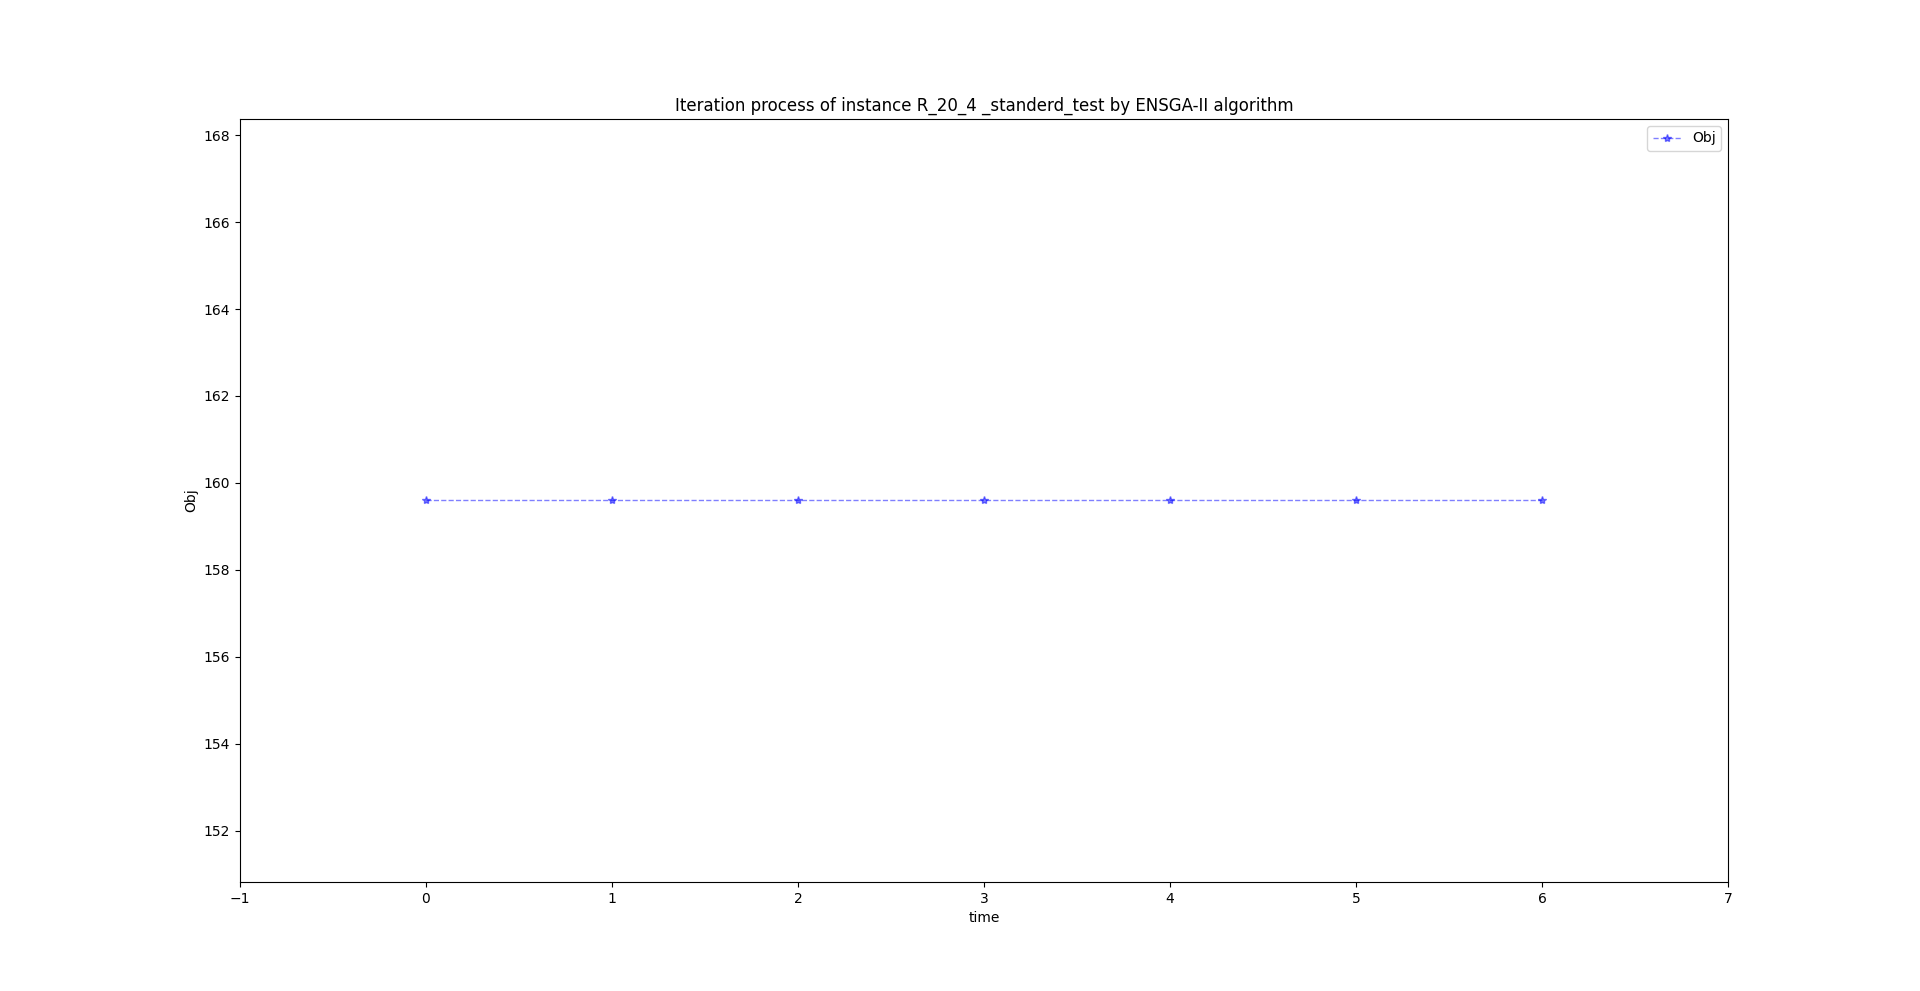 Iteration process of instance R_20_4 _standerd_test by ENSGA-II algorithm
Obj
168
166
164
162
160
158
156
154
152
Obj
−1 0 1 2 3 4 5 6 7
time